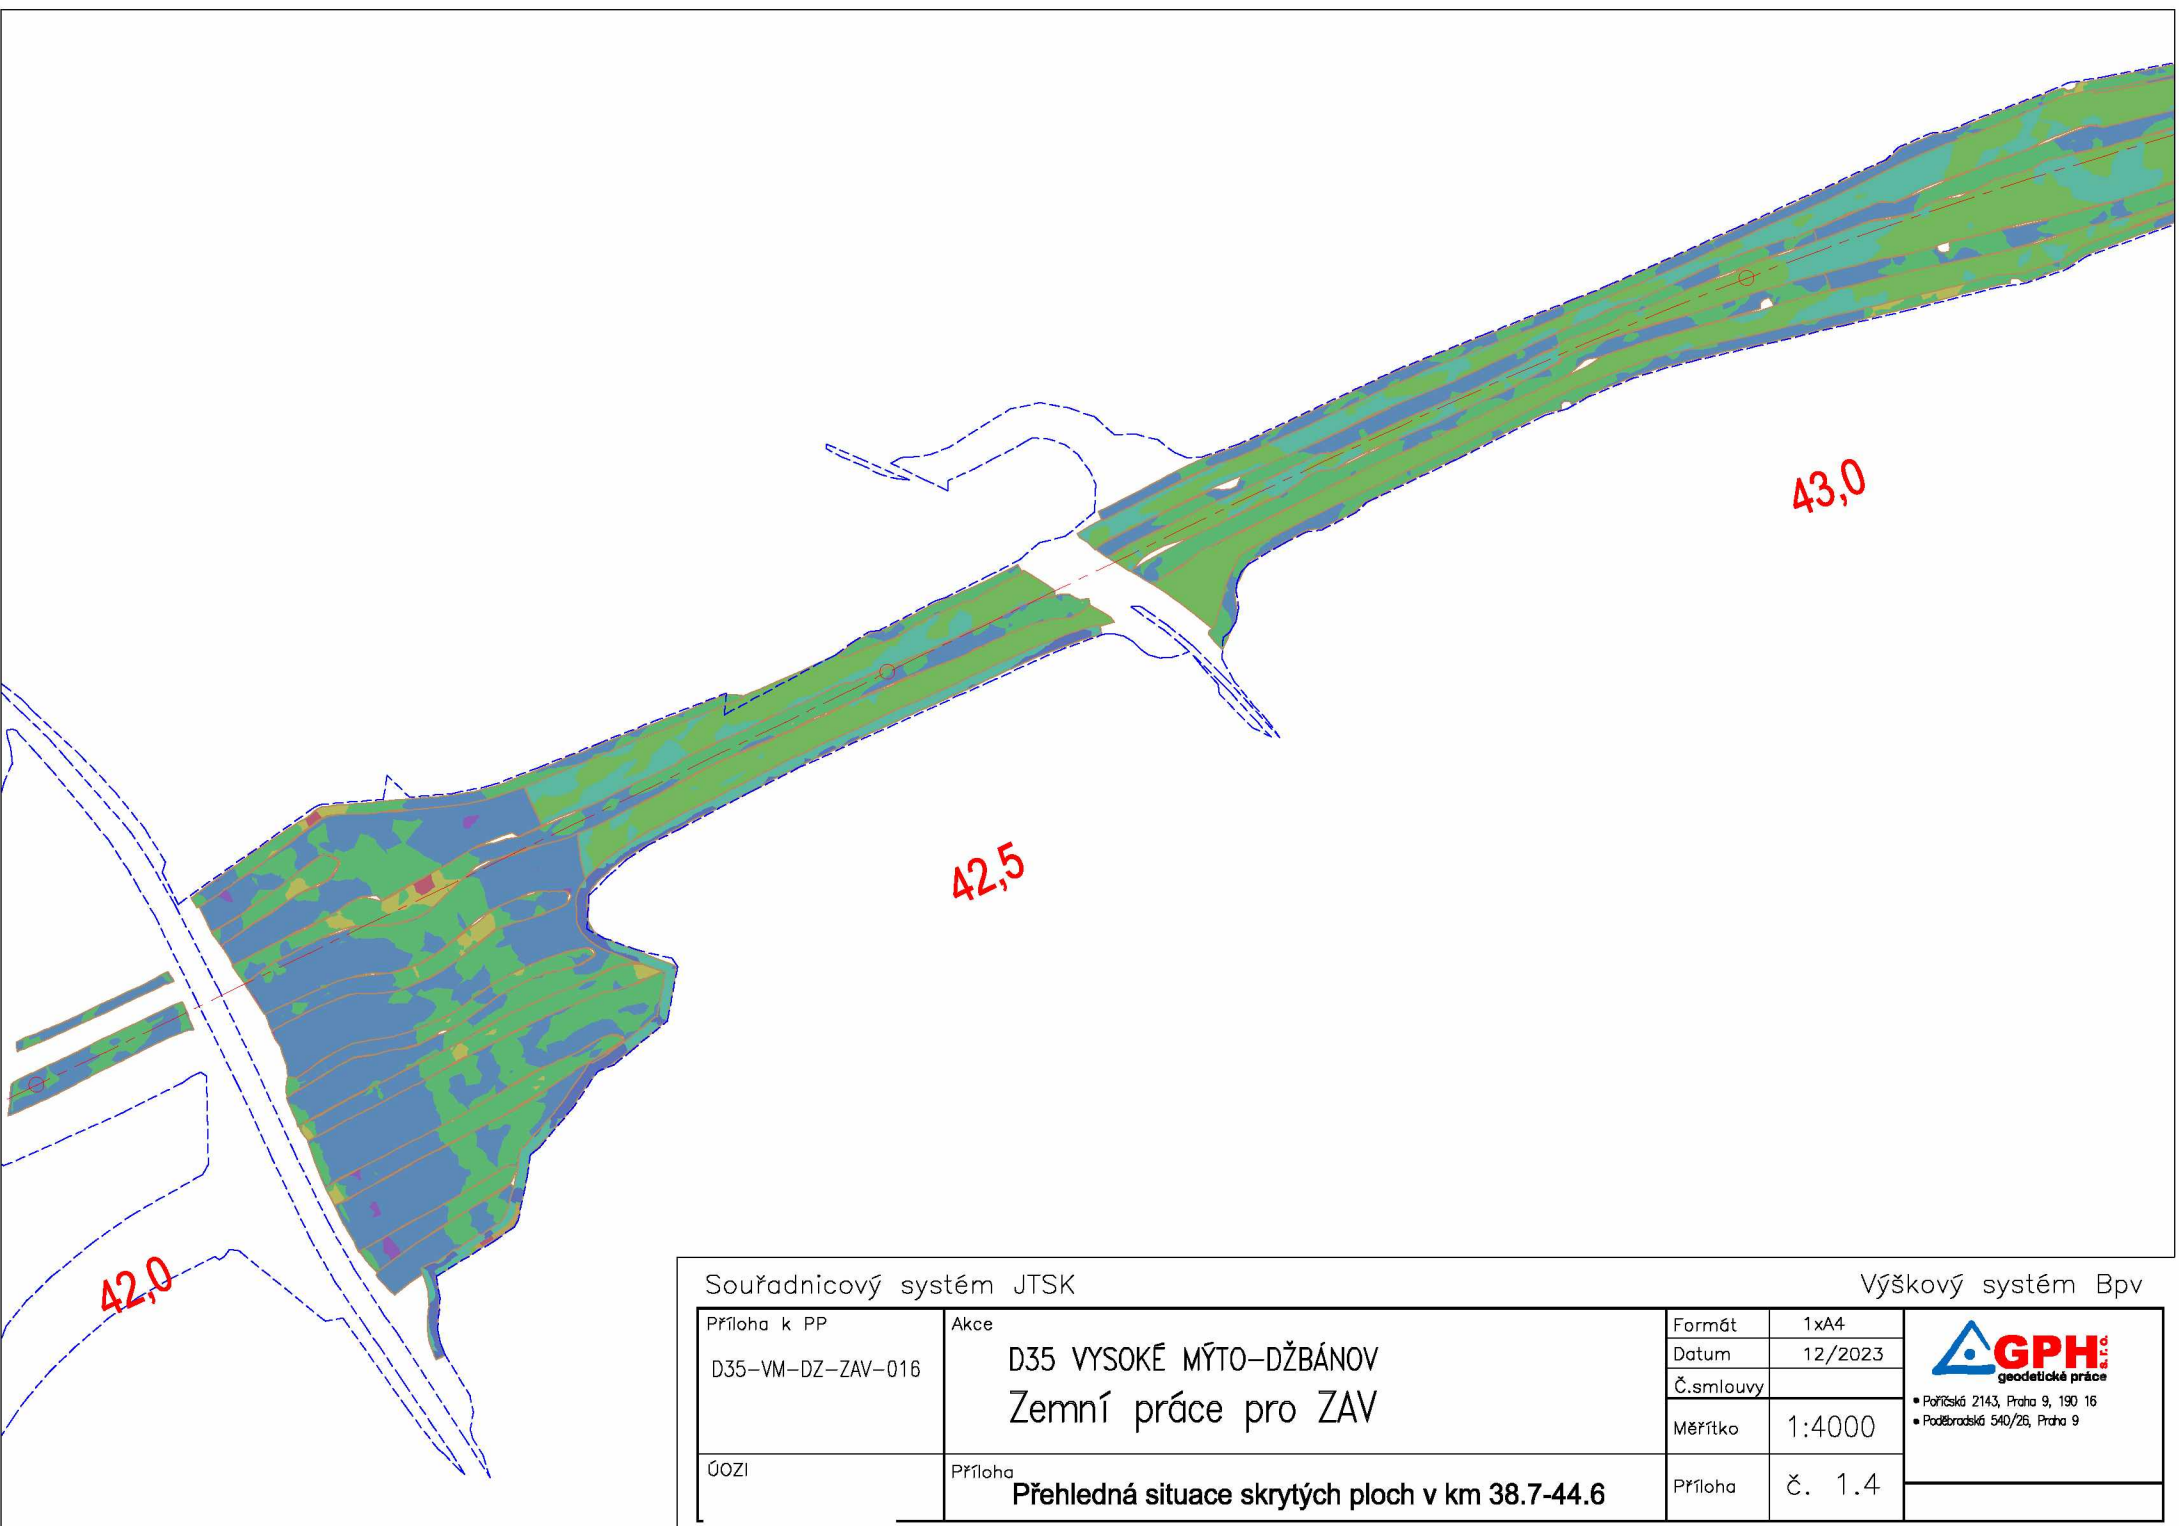 43,0
42,5
42,0
Souřadnicový systém JTSK
Výškový systém Bpv
Příloha k PP
D35-VM-DZ-ZAV-016
Akce
D35 VYSOKÉ MÝTO-DŽBÁNOV
Zemní práce pro ZAV
Formát 1xA4
Datum 12/2023
Č.smlouvy
Měřítko 1:4000
GPH s.r.o.
geodetické práce
• Poříčská 2143, Praha 9, 190 16
• Poděbradská 540/26, Praha 9
ÚOZI
Příloha
Přehledná situace skrytých ploch v km 38.7-44.6
Příloha č. 1.4